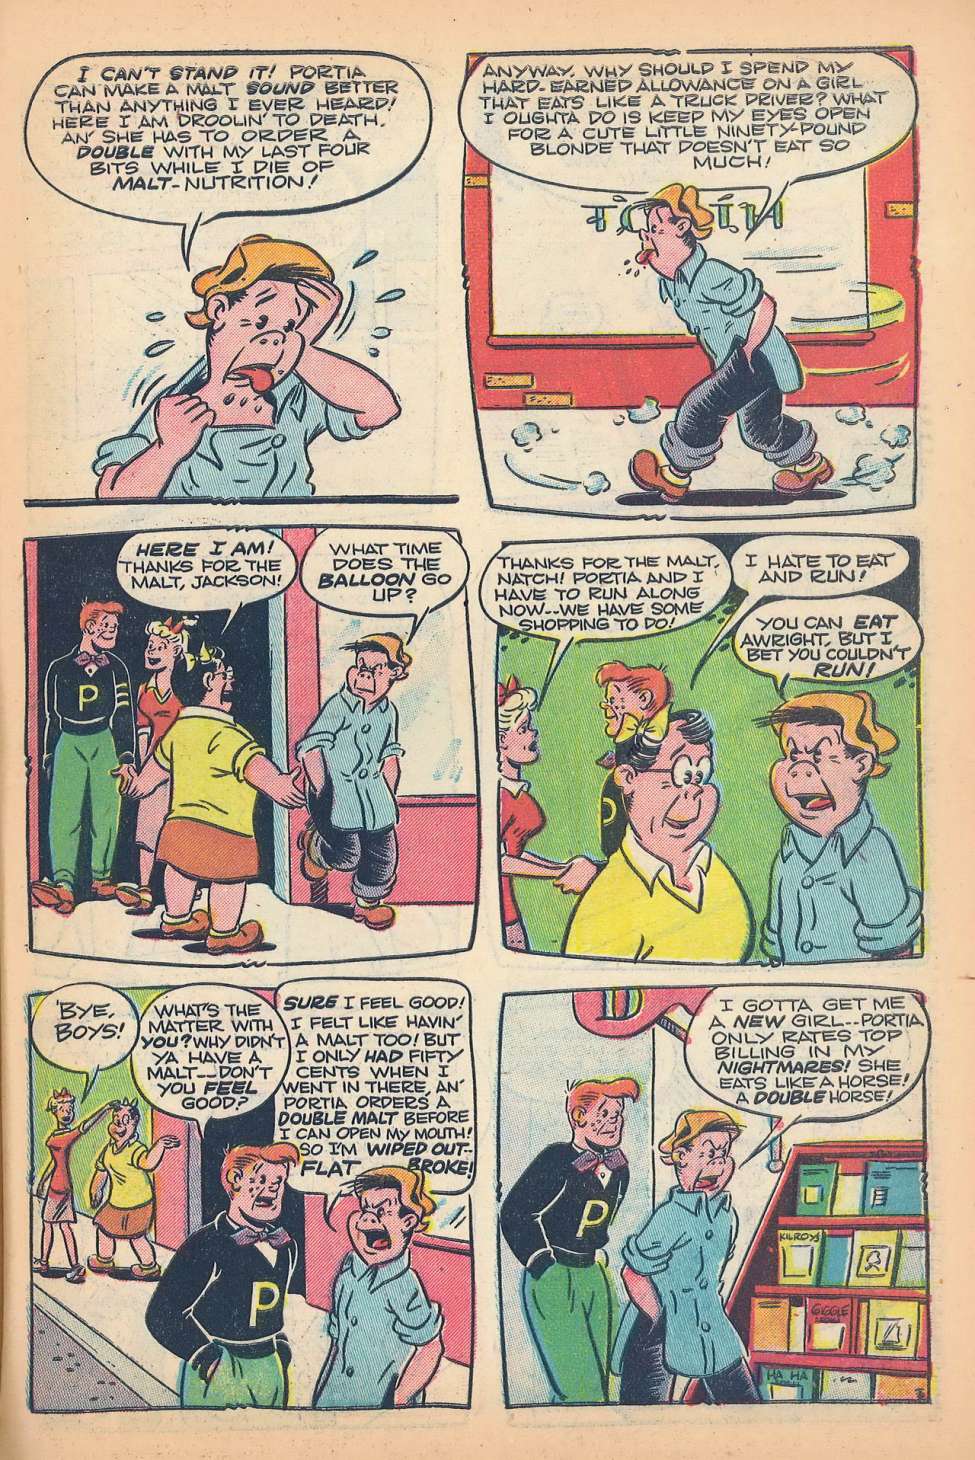 I CAN'T STAND IT! PORTIA
CAN MAKE A MALT SOUND BETTER
THAN ANYTHING I EVER HEARD!
HERE I AM DROOLIN' TO DEATH,
AN' SHE HAS TO ORDER A
DOUBLE WITH MY LAST FOUR
BITS WHILE I DIE OF
MALT-NUTRITION!
ANYWAY, WHY SHOULD I SPEND MY
HARD-EARNED ALLOWANCE ON A GIRL
THAT EATS LIKE A TRUCK DRIVER? WHAT
I OUGHTA DO IS KEEP MY EYES OPEN
FOR A CUTE LITTLE NINETY-POUND
BLONDE THAT DOESN'T EAT SO
MUCH!
HERE I AM!
THANKS FOR THE
MALT, JACKSON!
WHAT TIME
DOES THE
BALLOON GO
UP?
THANKS FOR THE MALT,
NATCH! PORTIA AND I
HAVE TO RUN ALONG
NOW--WE HAVE SOME
SHOPPING TO DO!
I HATE TO EAT
AND RUN!
YOU CAN EAT
AWRIGHT, BUT I
BET YOU COULDN'T
RUN!
P
'BYE,
BOYS!
WHAT'S THE
MATTER WITH
YOU? WHY DIDN'T
YA HAVE A
MALT--DON'T
YOU FEEL
GOOD?
SURE I FEEL GOOD!
I FELT LIKE HAVIN'
A MALT TOO! BUT
I ONLY HAD FIFTY
CENTS WHEN I
WENT IN THERE, AN'
PORTIA ORDERS A
DOUBLE MALT BEFORE
I CAN OPEN MY MOUTH!
SO I'M WIPED OUT--
FLAT BROKE!
P
I GOTTA GET ME
A NEW GIRL--PORTIA
ONLY RATES TOP
BILLING IN MY
NIGHTMARES! SHE
EATS LIKE A HORSE!
A DOUBLE HORSE!
D
P
KILROYS
GIGGLE
HA HA